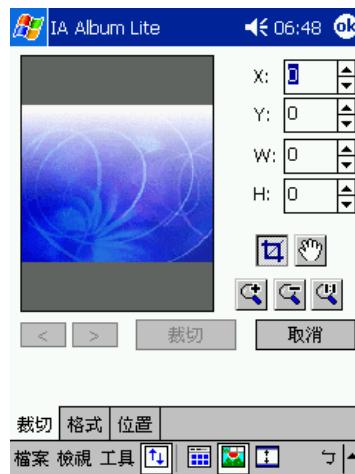 IA Album Lite 06:48 ok
X: 0
Y: 0
W: 0
H: 0
< > 裁切 取消
裁切 格式 位置
檔案 檢視 工具 ㄅ